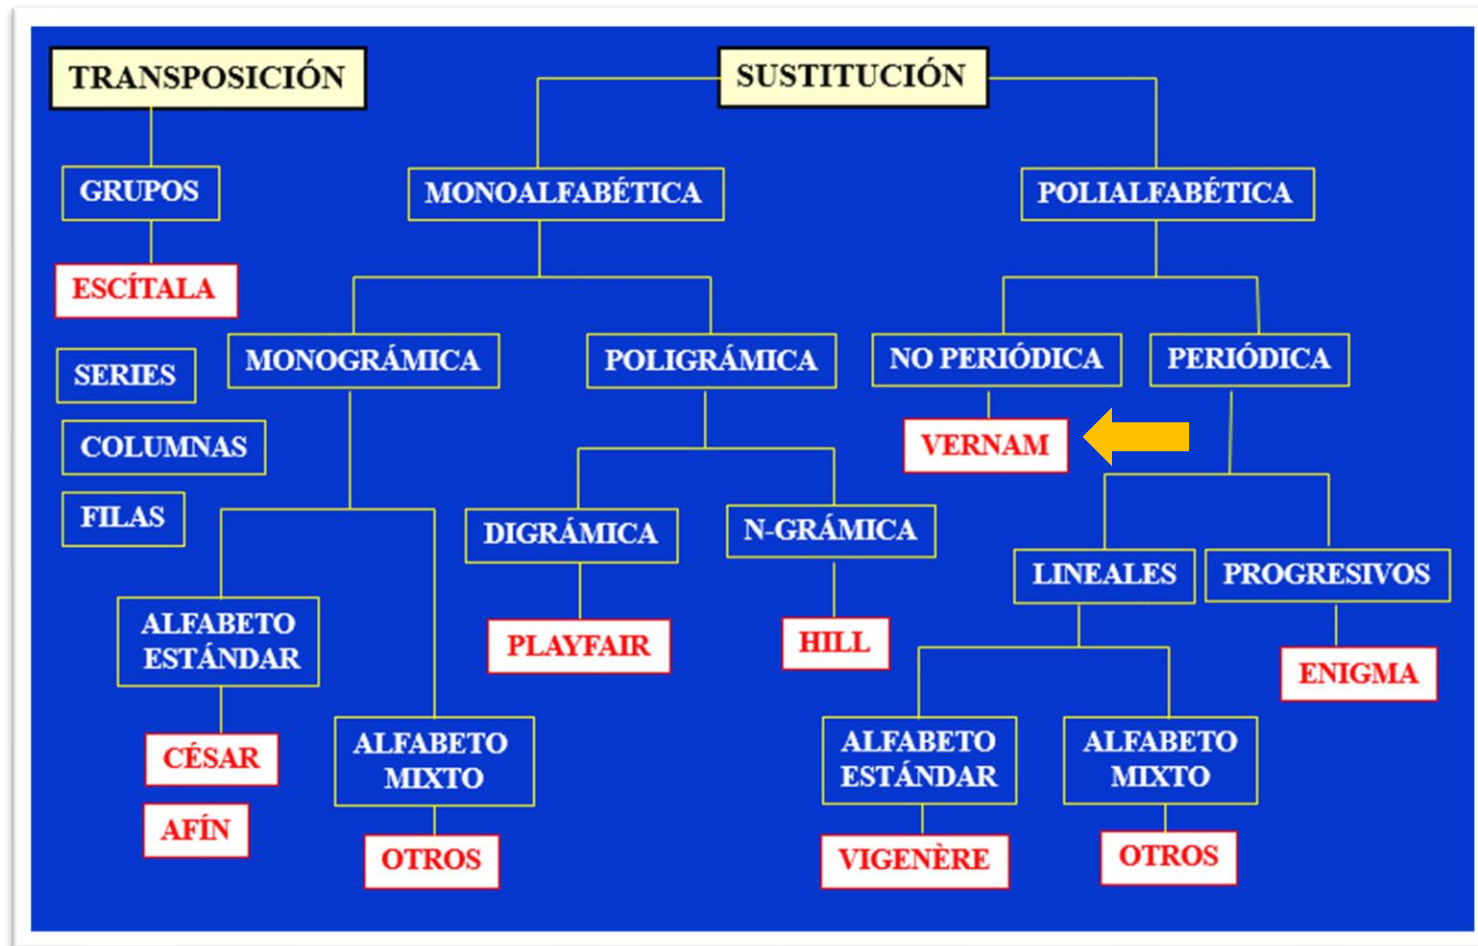 TRANSPOSICIÓN
SUSTITUCIÓN
GRUPOS
MONOALFABÉTICA
POLIALFABÉTICA
ESCÍTALA
SERIES
MONOGRÁMICA
POLIGRÁMICA
NO PERIÓDICA
PERIÓDICA
COLUMNAS
VERNAM
FILAS
DIGRÁMICA
N-GRÁMICA
LINEALES
PROGRESIVOS
ALFABETO
ESTÁNDAR
PLAYFAIR
HILL
ENIGMA
CÉSAR
ALFABETO
MIXTO
ALFABETO
ESTÁNDAR
ALFABETO
MIXTO
AFÍN
OTROS
VIGENÈRE
OTROS